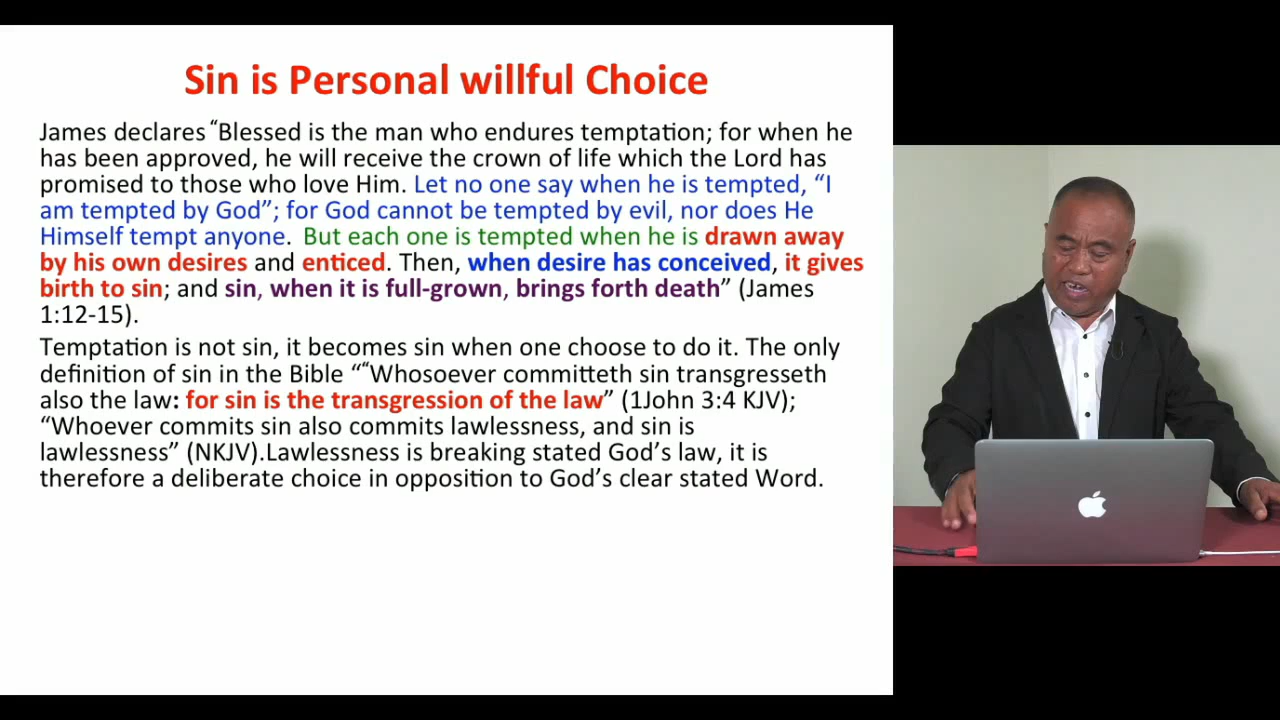 Sin is Personal willful Choice
James declares “Blessed is the man who endures temptation; for when he
has been approved, he will receive the crown of life which the Lord has
promised to those who love Him. Let no one say when he is tempted, “I
am tempted by God”; for God cannot be tempted by evil, nor does He
Himself tempt anyone. But each one is tempted when he is drawn away
by his own desires and enticed. Then, when desire has conceived, it gives
birth to sin; and sin, when it is full-grown, brings forth death” (James
1:12-15).
Temptation is not sin, it becomes sin when one choose to do it. The only
definition of sin in the Bible “‟Whosoever committeth sin transgresseth
also the law: for sin is the transgression of the law” (1John 3:4 KJV);
“Whoever commits sin also commits lawlessness, and sin is
lawlessness” (NKJV).Lawlessness is breaking stated God’s law, it is
therefore a deliberate choice in opposition to God’s clear stated Word.